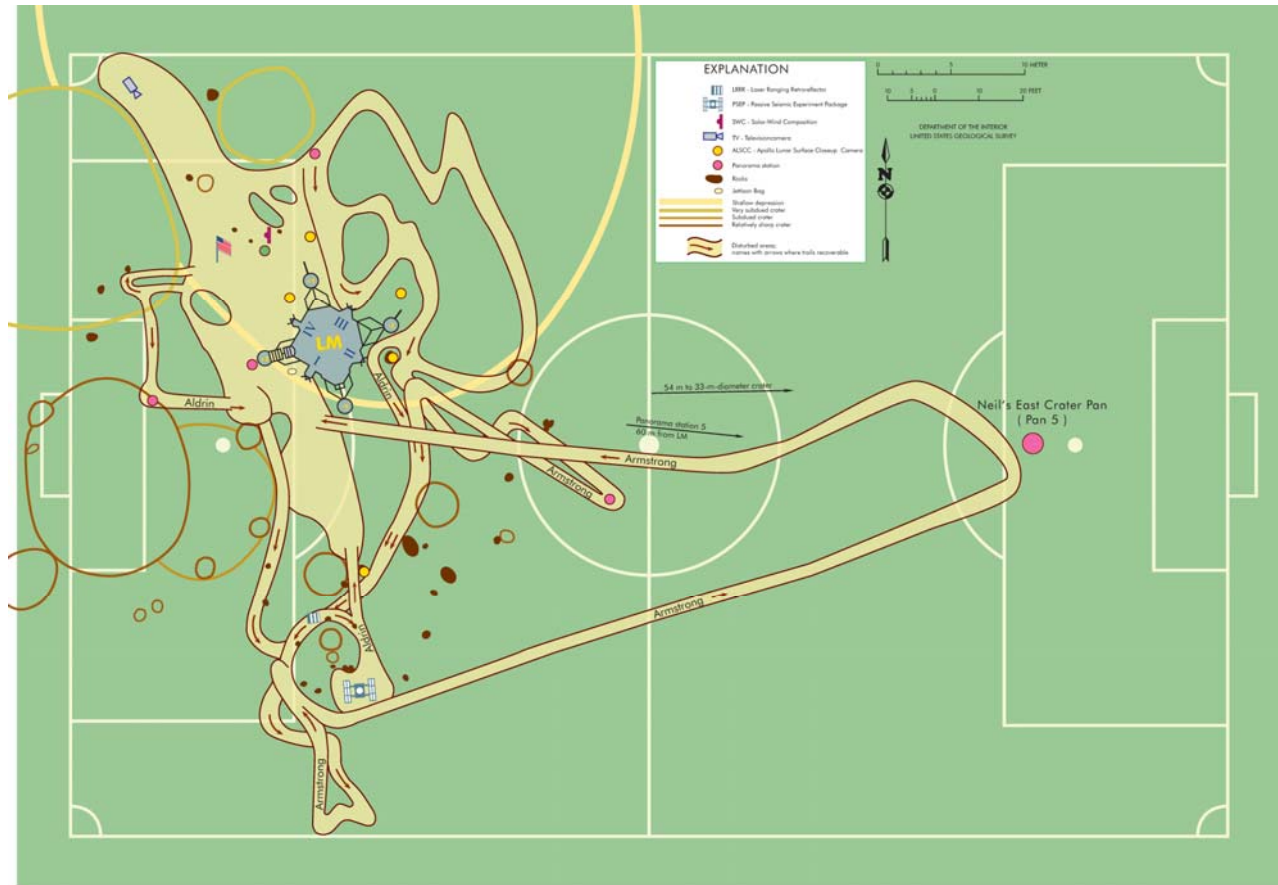 EXPLANATION
LRRR - Laser Ranging Retroreflector
PSEP - Passive Seismic Experiment Package
SWC - Solar-Wind Composition
TV - Televisioncamera
ALSCC - Apollo Lunar Surface Closeup Camera
Panorama station
Rocks
Jettison Bag
Shallow depression
Very subdued crater
Subdued crater
Relatively sharp crater
Disturbed areas;
names with arrows where trails recoverable
0 5 10 METER
10 5 0 10 20 FEET
DEPARTMENT OF THE INTERIOR
UNITED STATES GEOLOGICAL SURVEY
N
IV
III
LM
I
II
Aldrin
Aldrin
54 m to 33-m-diameter crater
Neil's East Crater Pan
( Pan 5 )
Panorama station 5
60 m from LM
Armstrong
Armstrong
Armstrong
Aldrin
Armstrong